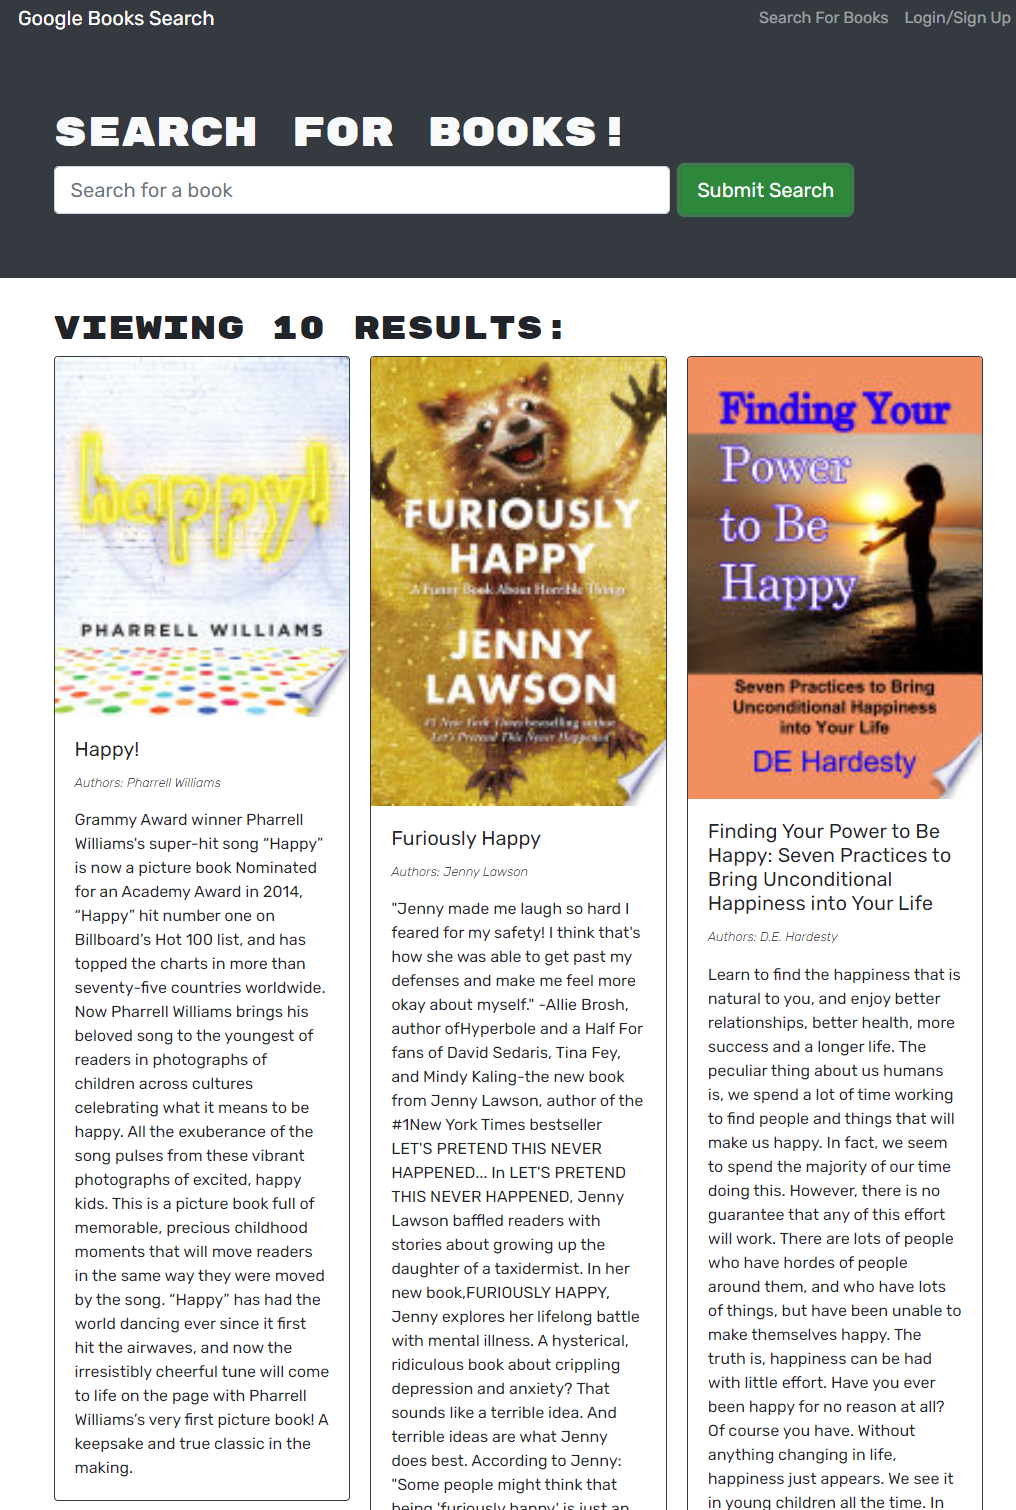 Google Books Search
Search For Books
Login/Sign Up
SEARCH FOR BOOKS!
Search for a book
Submit Search
VIEWING 10 RESULTS:
happy!
PHARRELL WILLIAMS
Happy!
Authors: Pharrell Williams
Grammy Award winner Pharrell
Williams's super-hit song “Happy”
is now a picture book Nominated
for an Academy Award in 2014,
“Happy” hit number one on
Billboard’s Hot 100 list, and has
topped the charts in more than
seventy-five countries worldwide.
Now Pharrell Williams brings his
beloved song to the youngest of
readers in photographs of
children across cultures
celebrating what it means to be
happy. All the exuberance of the
song pulses from these vibrant
photographs of excited, happy
kids. This is a picture book full of
memorable, precious childhood
moments that will move readers
in the same way they were moved
by the song. “Happy” has had the
world dancing ever since it first
hit the airwaves, and now the
irresistibly cheerful tune will come
to life on the page with Pharrell
Williams’s very first picture book! A
keepsake and true classic in the
making.
FURIOUSLY
HAPPY
A Funny Book About Horrible Things
JENNY
LAWSON
#1 New York Times bestselling author
Let's Pretend This Never Happened
Furiously Happy
Authors: Jenny Lawson
"Jenny made me laugh so hard I
feared for my safety! I think that's
how she was able to get past my
defenses and make me feel more
okay about myself." -Allie Brosh,
author ofHyperbole and a Half For
fans of David Sedaris, Tina Fey,
and Mindy Kaling-the new book
from Jenny Lawson, author of the
#1New York Times bestseller
LET'S PRETEND THIS NEVER
HAPPENED... In LET'S PRETEND
THIS NEVER HAPPENED, Jenny
Lawson baffled readers with
stories about growing up the
daughter of a taxidermist. In her
new book,FURIOUSLY HAPPY,
Jenny explores her lifelong battle
with mental illness. A hysterical,
ridiculous book about crippling
depression and anxiety? That
sounds like a terrible idea. And
terrible ideas are what Jenny
does best. According to Jenny:
"Some people might think that
being 'furiously happy' is just an
Finding Your
Power
to Be
Happy
Seven Practices to Bring
Unconditional Happiness
into Your Life
DE Hardesty
Finding Your Power to Be
Happy: Seven Practices to
Bring Unconditional
Happiness into Your Life
Authors: D.E. Hardesty
Learn to find the happiness that is
natural to you, and enjoy better
relationships, better health, more
success and a longer life. The
peculiar thing about us humans
is, we spend a lot of time working
to find people and things that will
make us happy. In fact, we seem
to spend the majority of our time
doing this. However, there is no
guarantee that any of this effort
will work. There are lots of people
who have hordes of people
around them, and who have lots
of things, but have been unable to
make themselves happy. The
truth is, happiness can be had
with little effort. Have you ever
been happy for no reason at all?
Of course you have. Without
anything changing in life,
happiness just appears. We see it
in young children all the time. In